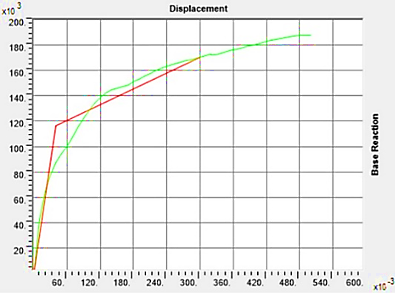 Displacement
x10 3
200.
180.
160.
140.
120.
100.
80.
60.
40.
20.
60. 120. 180. 240. 300. 360. 420. 480. 540. 600.
x10 -3
Base Reaction